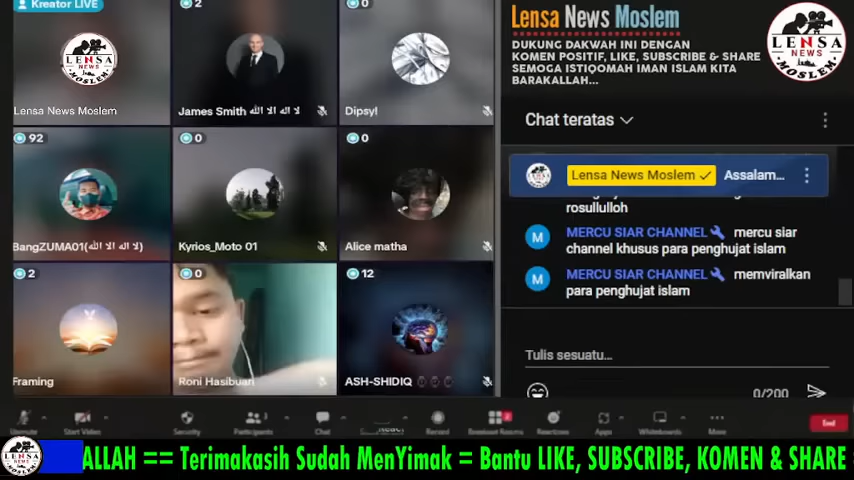 Kreator LIVE
2
0
Lensa News Moslem
James Smith لا اله الا الله
Dipsy!
92
0
0
BangZUMA01(لا اله الا الله)
Kyrios_Moto 01
Alice matha
2
0
12
Framing
Roni Hasibuan
ASH-SHIDIQ
Lensa News Moslem
DUKUNG DAKWAH INI DENGAN
KOMEN POSITIF, LIKE, SUBSCRIBE & SHARE
SEMOGA ISTIQOMAH IMAN ISLAM KITA
BARAKALLAH...
LENSA
NEWS
MOSLEM
Chat teratas
Lensa News Moslem Assalam...
rosullulloh
MERCU SIAR CHANNEL mercu siar
channel khusus para penghujat islam
MERCU SIAR CHANNEL memviralkan
para penghujat islam
Tulis sesuatu...
0/200
Unmute
Start Video
Security
Participants
Chat
Record
Breakout Rooms
Reactions
Apps
Whiteboards
More
End
ALLAH == Terimakasih Sudah MenYimak = Bantu LIKE, SUBSCRIBE, KOMEN & SHARE